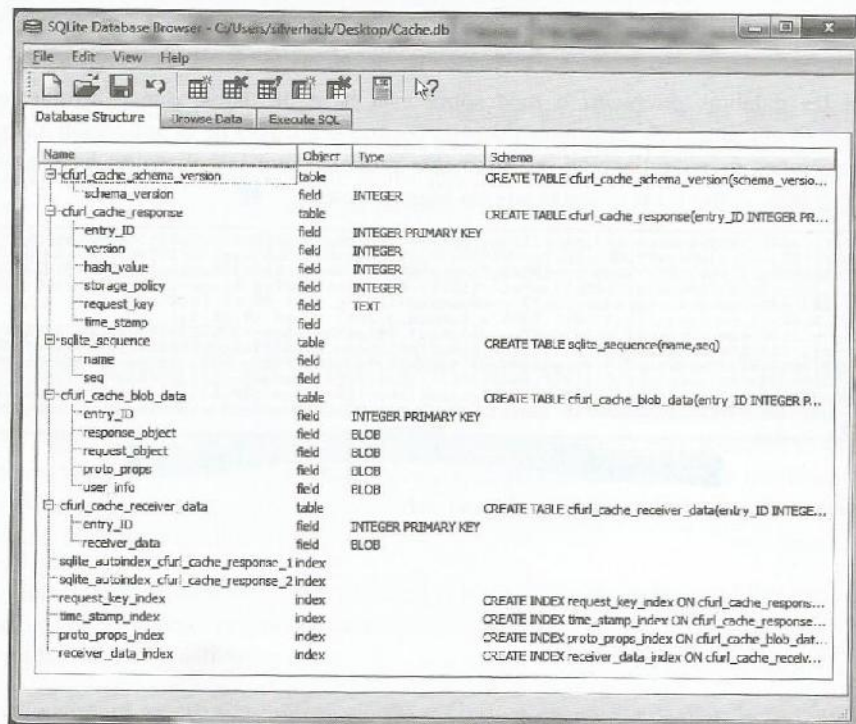 SQLite Database Browser - C:/Users/silverhack/Desktop/Cache.db
File Edit View Help
Database Structure Browse Data Execute SQL
Name Object Type Schema
cfurl_cache_schema_version table CREATE TABLE cfurl_cache_schema_version(schema_versio...
schema_version field INTEGER
cfurl_cache_response table CREATE TABLE cfurl_cache_response(entry_ID INTEGER PR...
entry_ID field INTEGER PRIMARY KEY
version field INTEGER
hash_value field INTEGER
storage_policy field INTEGER
request_key field TEXT
time_stamp field
sqlite_sequence table CREATE TABLE sqlite_sequence(name,seq)
name field
seq field
cfurl_cache_blob_data table CREATE TABLE cfurl_cache_blob_data(entry_ID INTEGER P...
entry_ID field INTEGER PRIMARY KEY
response_object field BLOB
request_object field BLOB
proto_props field BLOB
user_info field BLOB
cfurl_cache_receiver_data table CREATE TABLE cfurl_cache_receiver_data(entry_ID INTEGE...
entry_ID field INTEGER PRIMARY KEY
receiver_data field BLOB
sqlite_autoindex_cfurl_cache_response_1 index
sqlite_autoindex_cfurl_cache_response_2 index
request_key_index index CREATE INDEX request_key_index ON cfurl_cache_respons...
time_stamp_index index CREATE INDEX time_stamp_index ON cfurl_cache_response...
proto_props_index index CREATE INDEX proto_props_index ON cfurl_cache_blob_dat...
receiver_data_index index CREATE INDEX receiver_data_index ON cfurl_cache_receiv...